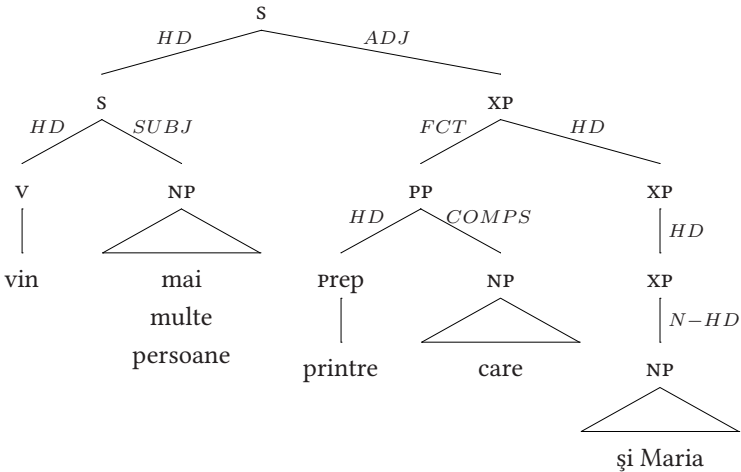 S
HD ADJ
S XP
HD SUBJ FCT HD
V NP PP XP
HD COMPS HD
vin mai multe persoane Prep NP XP
N−HD
printre care NP
și Maria